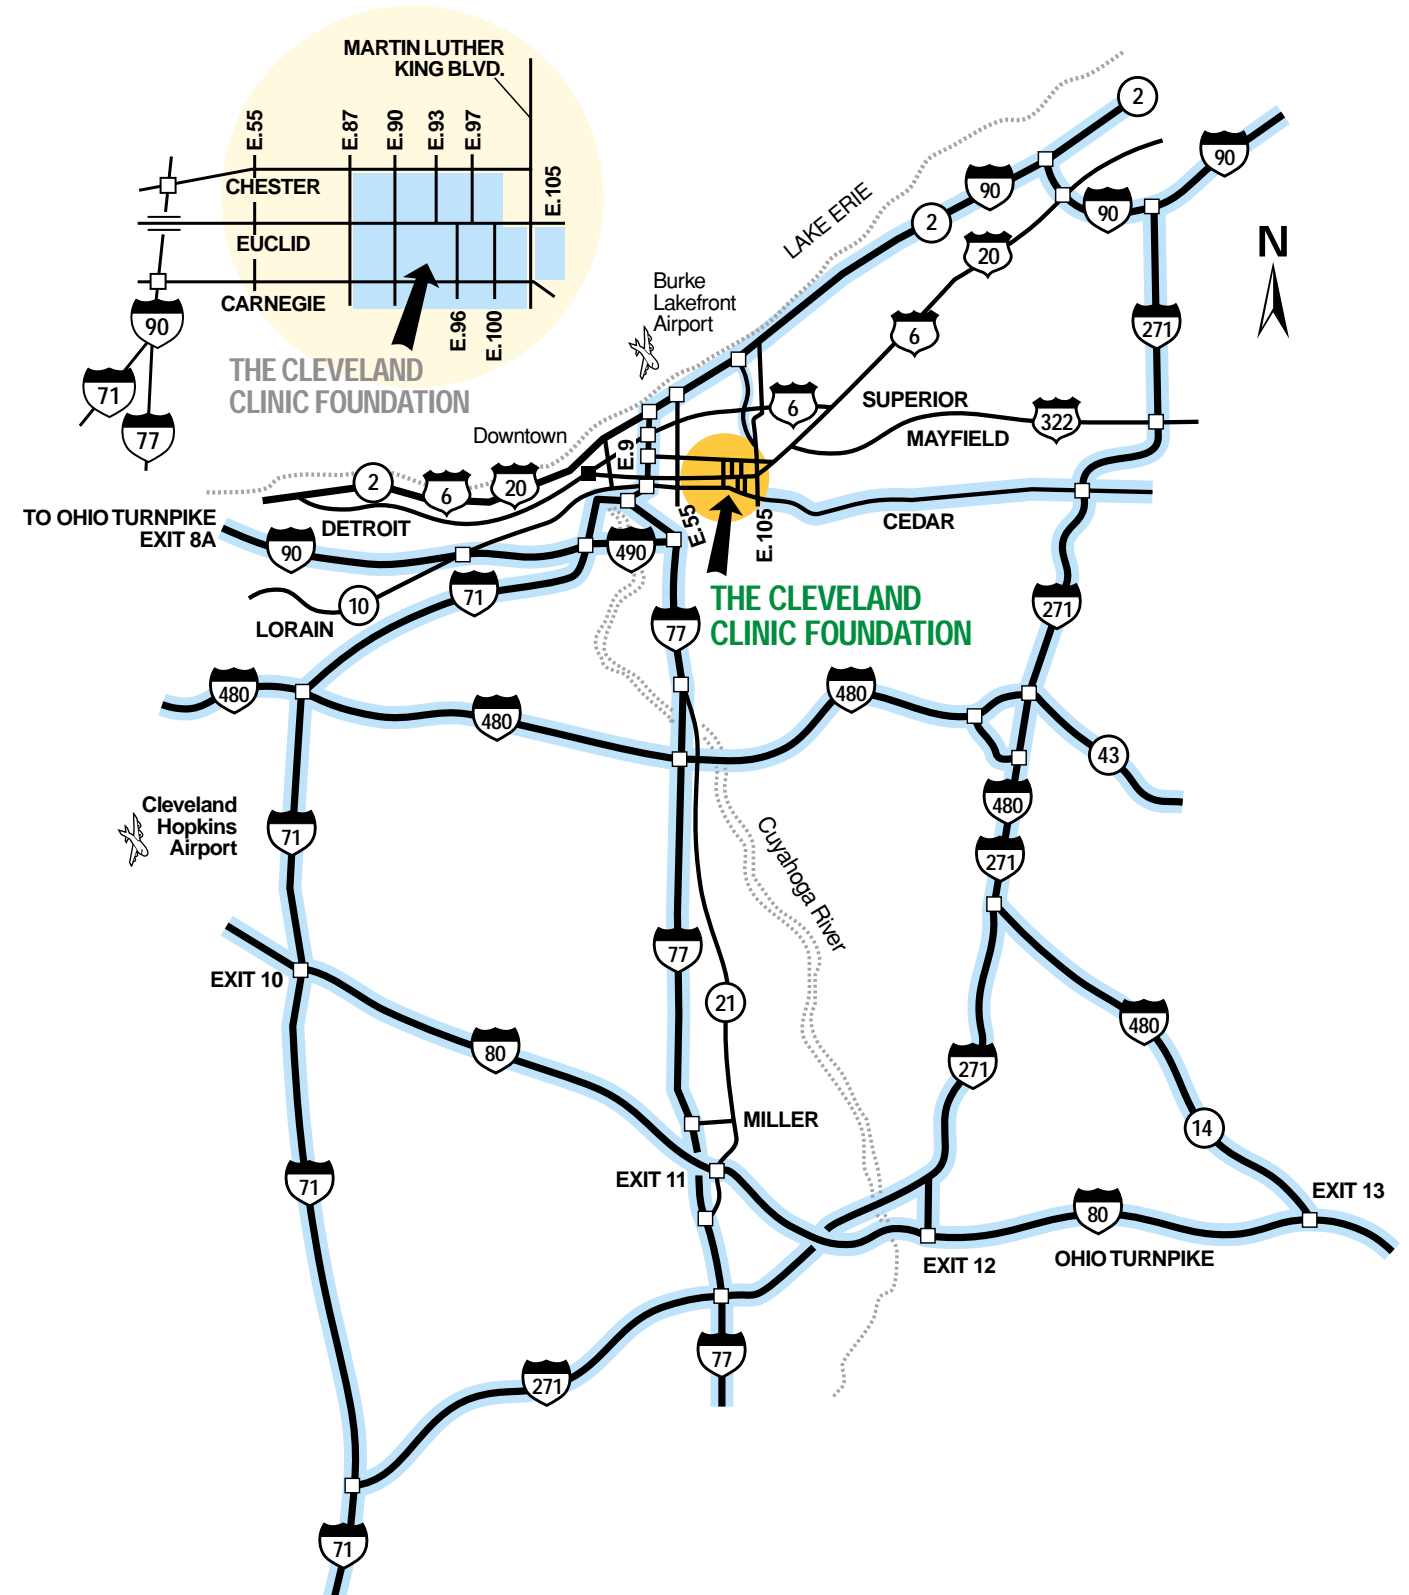 MARTIN LUTHER
KING BLVD.
E.55
E.87
E.90
E.93
E.97
E.105
CHESTER
EUCLID
CARNEGIE
E.96
E.100
90
71
77
THE CLEVELAND
CLINIC FOUNDATION
2
90
90
90
2
LAKE ERIE
20
N
Burke
Lakefront
Airport
6
271
6
SUPERIOR
322
MAYFIELD
Downtown
E.9
2
6
20
DETROIT
CEDAR
TO OHIO TURNPIKE
EXIT 8A
90
490
E.55
E.105
71
10
LORAIN
77
THE CLEVELAND
CLINIC FOUNDATION
271
480
480
480
43
480
Cleveland
Hopkins
Airport
71
271
Cuyahoga River
77
EXIT 10
21
80
480
271
MILLER
14
EXIT 11
71
EXIT 13
80
OHIO TURNPIKE
EXIT 12
77
271
71